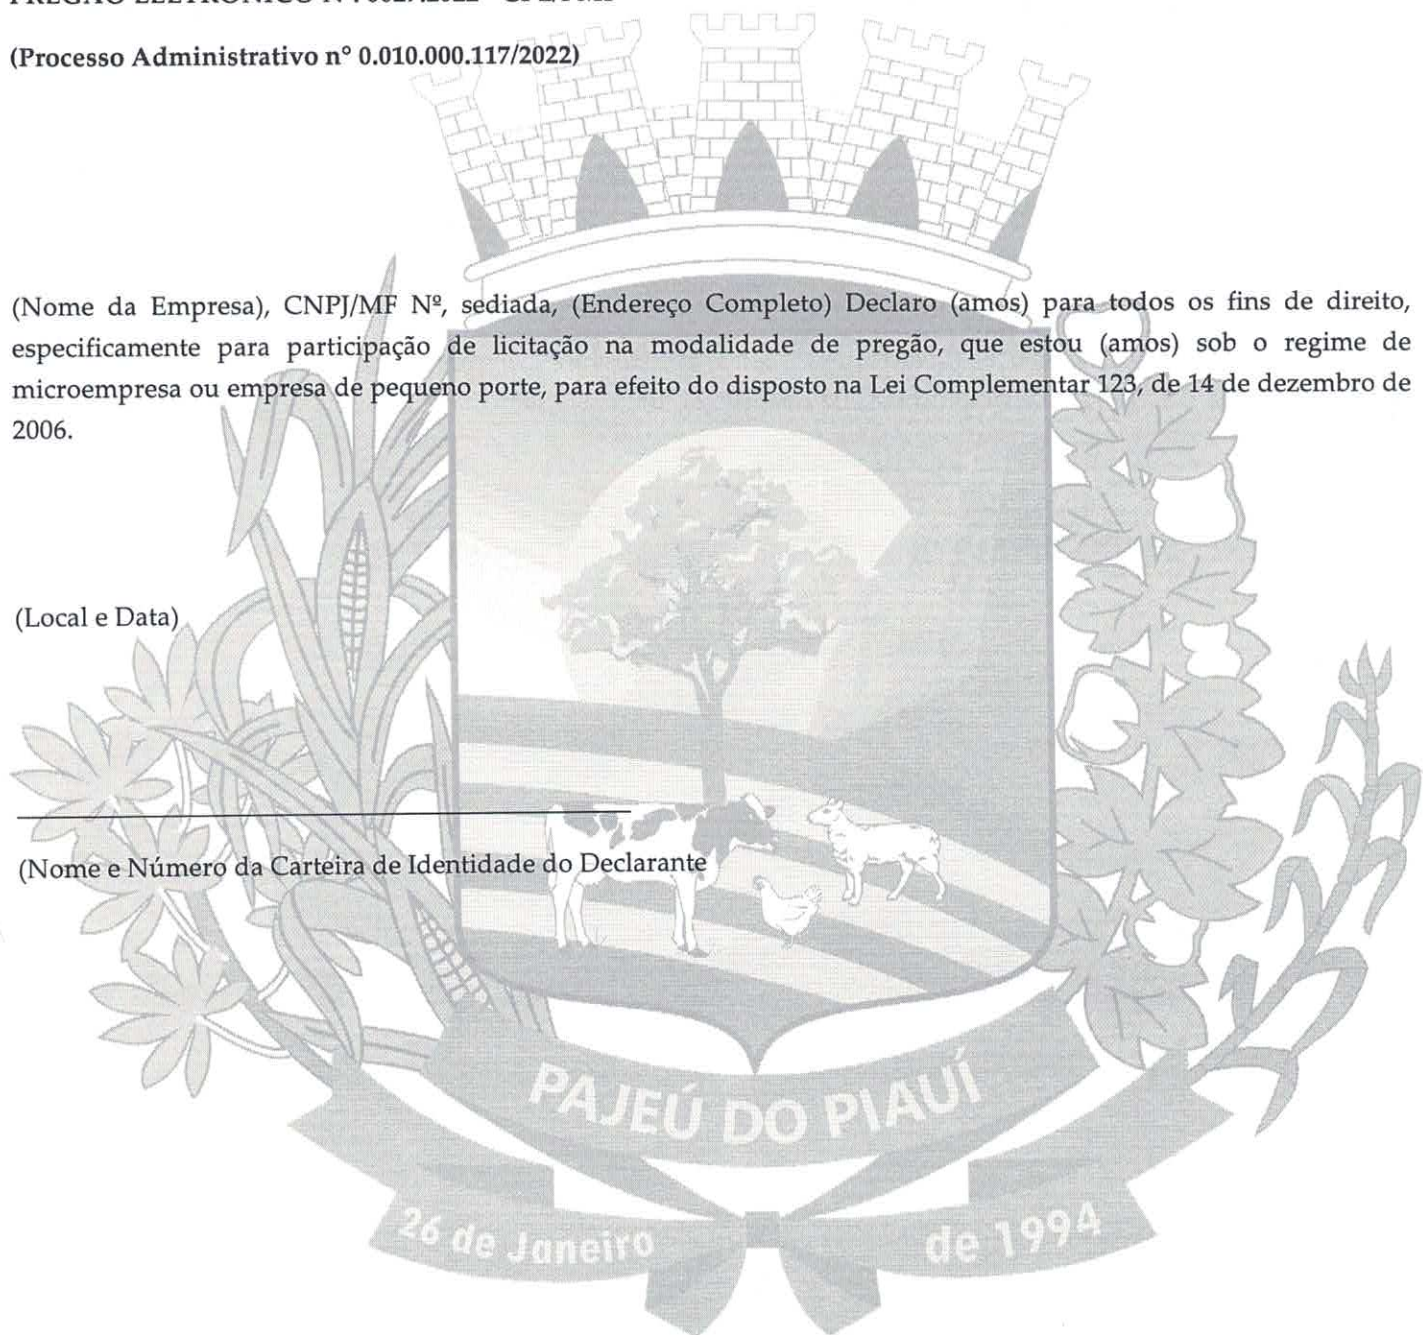 (Processo Administrativo n° 0.010.000.117/2022)
(Nome da Empresa), CNPJ/MF Nº, sediada, (Endereço Completo) Declaro (amos) para todos os fins de direito,
especificamente para participação de licitação na modalidade de pregão, que estou (amos) sob o regime de
microempresa ou empresa de pequeno porte, para efeito do disposto na Lei Complementar 123, de 14 de dezembro de
2006.
(Local e Data)
(Nome e Número da Carteira de Identidade do Declarante
PAJEÚ DO PIAUÍ
26 de Janeiro de 1994